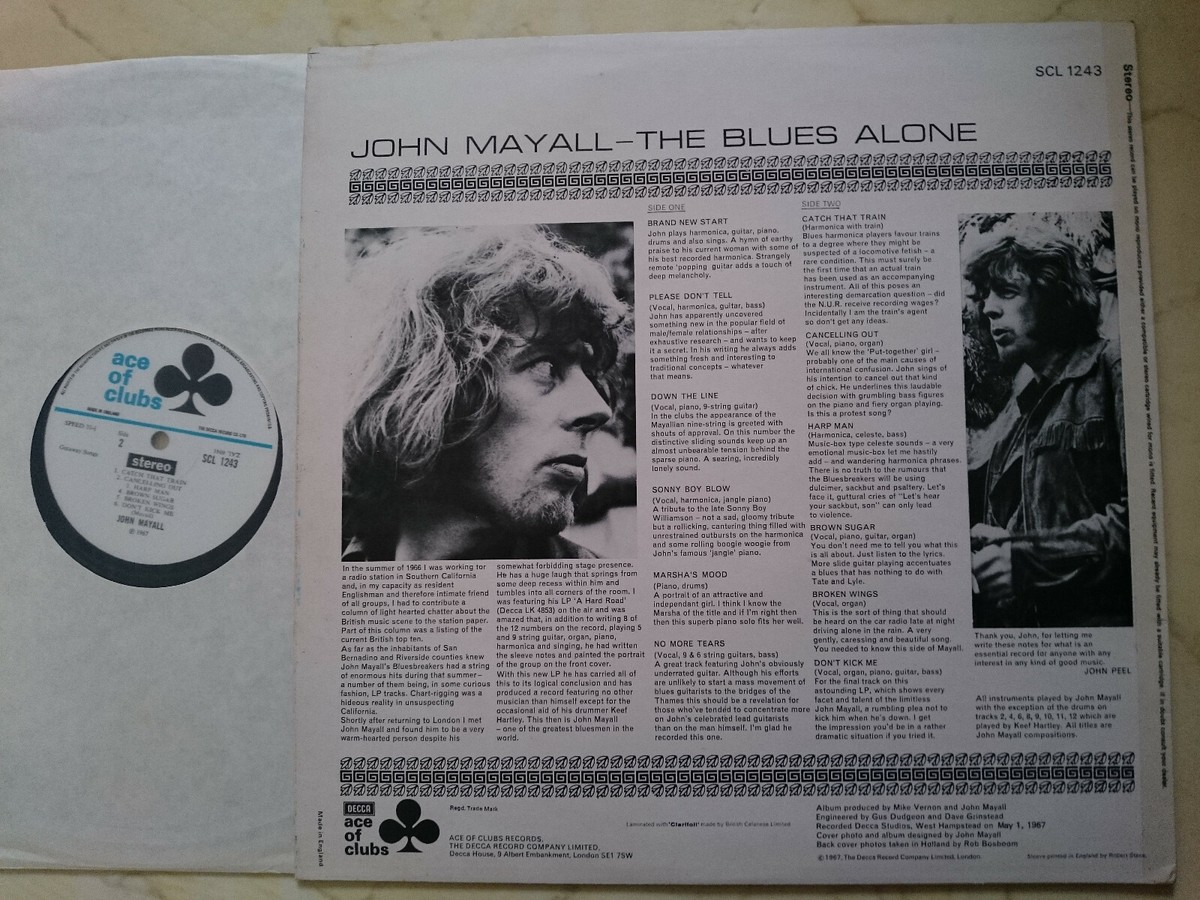 SCL 1243
JOHN MAYALL–THE BLUES ALONE
SIDE ONE
BRAND NEW START
John plays harmonica, guitar, piano,
drums and also sings. A hymn of earthy
praise to his current woman with some of
his best recorded harmonica. Strangely
remote 'popping' guitar adds a touch of
deep melancholy.
PLEASE DON'T TELL
(Vocal, harmonica, guitar, bass)
John has apparently uncovered
something new in the popular field of
male/female relationships – after
exhaustive research – and wants to keep
it a secret. In his writing he always adds
something fresh and interesting to
traditional concepts – whatever
that means.
DOWN THE LINE
(Vocal, piano, 9-string guitar)
In the clubs the appearance of the
Mayallian nine-string is greeted with
shouts of approval. On this number the
distinctive sliding sounds keep up an
almost unbearable tension behind the
sparse piano. A searing, incredibly
lonely sound.
SONNY BOY BLOW
(Vocal, harmonica, jangle piano)
A tribute to the late Sonny Boy
Williamson – not a sad, gloomy tribute
but a rollicking, cantering thing filled with
unrestrained outbursts on the harmonica
and some rolling boogie woogie from
John's famous 'jangle' piano.
MARSHA'S MOOD
(Piano, drums)
A portrait of an attractive and
independant girl. I think I know the
Marsha of the title and if I'm right then
then this superb piano solo fits her well.
NO MORE TEARS
(Vocal, 9 & 6 string guitars, bass)
A great track featuring John's obviously
underrated guitar. Although his efforts
are unlikely to start a mass movement of
blues guitarists to the bridges of the
Thames this should be a revelation for
those who've tended to concentrate more
on John's celebrated lead guitarists
than on the man himself. I'm glad he
recorded this one.
SIDE TWO
CATCH THAT TRAIN
(Harmonica with train)
Blues harmonica players favour trains
to a degree where they might be
suspected of a locomotive fetish – a
rare condition. This must surely be
the first time that an actual train
has been used as an accompanying
instrument. All of this poses an
interesting demarcation question – did
the N.U.R. receive recording wages?
Incidentally I am the train's agent
so don't get any ideas.
CANCELLING OUT
(Vocal, piano, organ)
We all know the 'Put-together' girl –
probably one of the main causes of
international confusion. John sings of
his intention to cancel out that kind
of chick. He underlines this laudable
decision with grumbling bass figures
on the piano and fiery organ playing.
Is this a protest song?
HARP MAN
(Harmonica, celeste, bass)
Music-box type celeste sounds – a very
emotional music-box let me hastily
add – and wandering harmonica phrases.
There is no truth to the rumours that
the Bluesbreakers will be using
dulcimer, sackbut and psaltery. Let's
face it, guttural cries of "Let's hear
your sackbut, son" can only lead
to violence.
BROWN SUGAR
(Vocal, piano, guitar, organ)
You don't need me to tell you what this
is all about. Just listen to the lyrics.
More slide guitar playing accentuates
a blues that has nothing to do with
Tate and Lyle.
BROKEN WINGS
(Vocal, organ)
This is the sort of thing that should
be heard on the car radio late at night
driving alone in the rain. A very
gently, caressing and beautiful song.
You needed to know this side of Mayall.
DON'T KICK ME
(Vocal, organ, piano, guitar, bass)
For the final track on this
astounding LP, which shows every
facet and talent of the limitless
John Mayall, a rumbling plea not to
kick him when he's down. I get
the impression you'd be in a rather
dramatic situation if you tried it.
In the summer of 1966 I was working for
a radio station in Southern California
and, in my capacity as resident
Englishman and therefore intimate friend
of all groups, I had to contribute a
column of light hearted chatter about the
British music scene to the station paper.
Part of this column was a listing of the
current British top ten.
As far as the inhabitants of San
Bernadino and Riverside counties knew
John Mayall's Bluesbreakers had a string
of enormous hits during that summer–
a number of them being, in some curious
fashion, LP tracks. Chart-rigging was a
hideous reality in unsuspecting
California.
Shortly after returning to London I met
John Mayall and found him to be a very
warm-hearted person despite his
somewhat forbidding stage presence.
He has a huge laugh that springs from
some deep recess within him and
tumbles into all corners of the room. I
was featuring his LP 'A Hard Road'
(Decca LK 4853) on the air and was
amazed that, in addition to writing 8 of
the 12 numbers on the record, playing 5
and 9 string guitar, organ, piano,
harmonica and singing, he had written
the sleeve notes and painted the portrait
of the group on the front cover.
With this new LP he has carried all of
this to its logical conclusion and has
produced a record featuring no other
musician than himself except for the
occasional aid of his drummer Keef
Hartley. This then is John Mayall
– one of the greatest bluesmen in the
world.
Thank you, John, for letting me
write these notes for what is an
essential record for anyone with any
interest in any kind of good music.
JOHN PEEL
All instruments played by John Mayall
with the exception of the drums on
tracks 2, 4, 6, 8, 9, 10, 11, 12 which are
played by Keef Hartley. All titles are
John Mayall compositions.
DECCA
ace
of
clubs
Regd. Trade Mark
ACE OF CLUBS RECORDS,
THE DECCA RECORD COMPANY LIMITED,
Decca House, 9 Albert Embankment, London SE1 7SW
Laminated with 'Clarifoil' made by British Celanese Limited
Album produced by Mike Vernon and John Mayall
Engineered by Gus Dudgeon and Dave Grinstead
Recorded Decca Studios, West Hampstead on May 1, 1967
Cover photo and album designed by John Mayall
Back cover photos taken in Holland by Rob Bosboom
© 1967, The Decca Record Company Limited, London
Sleeve printed in England by Robert Stace
Made in England
Stereo
ace
of
clubs
MADE IN ENGLAND
THE DECCA RECORD CO LTD
SPEED
Side
2
stereo
SCL 1243
1. CATCH THAT TRAIN
2. CANCELLING OUT
3. HARP MAN
4. BROWN SUGAR
5. BROKEN WINGS
6. DON'T KICK ME
(Mayall)
JOHN MAYALL
℗ 1967